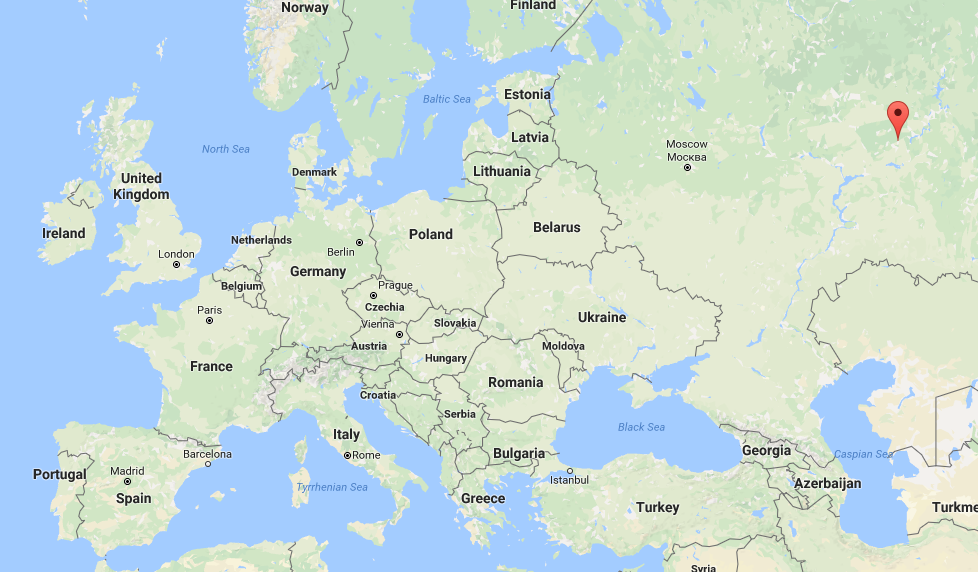 Norway
Finland
Estonia
Baltic Sea
Latvia
North Sea
Moscow
Москва
Denmark
Lithuania
United
Kingdom
Belarus
Ireland
Poland
Netherlands
London
Berlin
Germany
Belgium
Prague
Czechia
Paris
Ukraine
Vienna
Slovakia
Austria
Moldova
Hungary
France
Romania
Croatia
Serbia
Black Sea
Italy
Georgia
Barcelona
Rome
Bulgaria
Caspian Sea
Portugal
Madrid
Istanbul
Azerbaijan
Tyrrhenian Sea
Spain
Greece
Turkey
Turkme
Syria